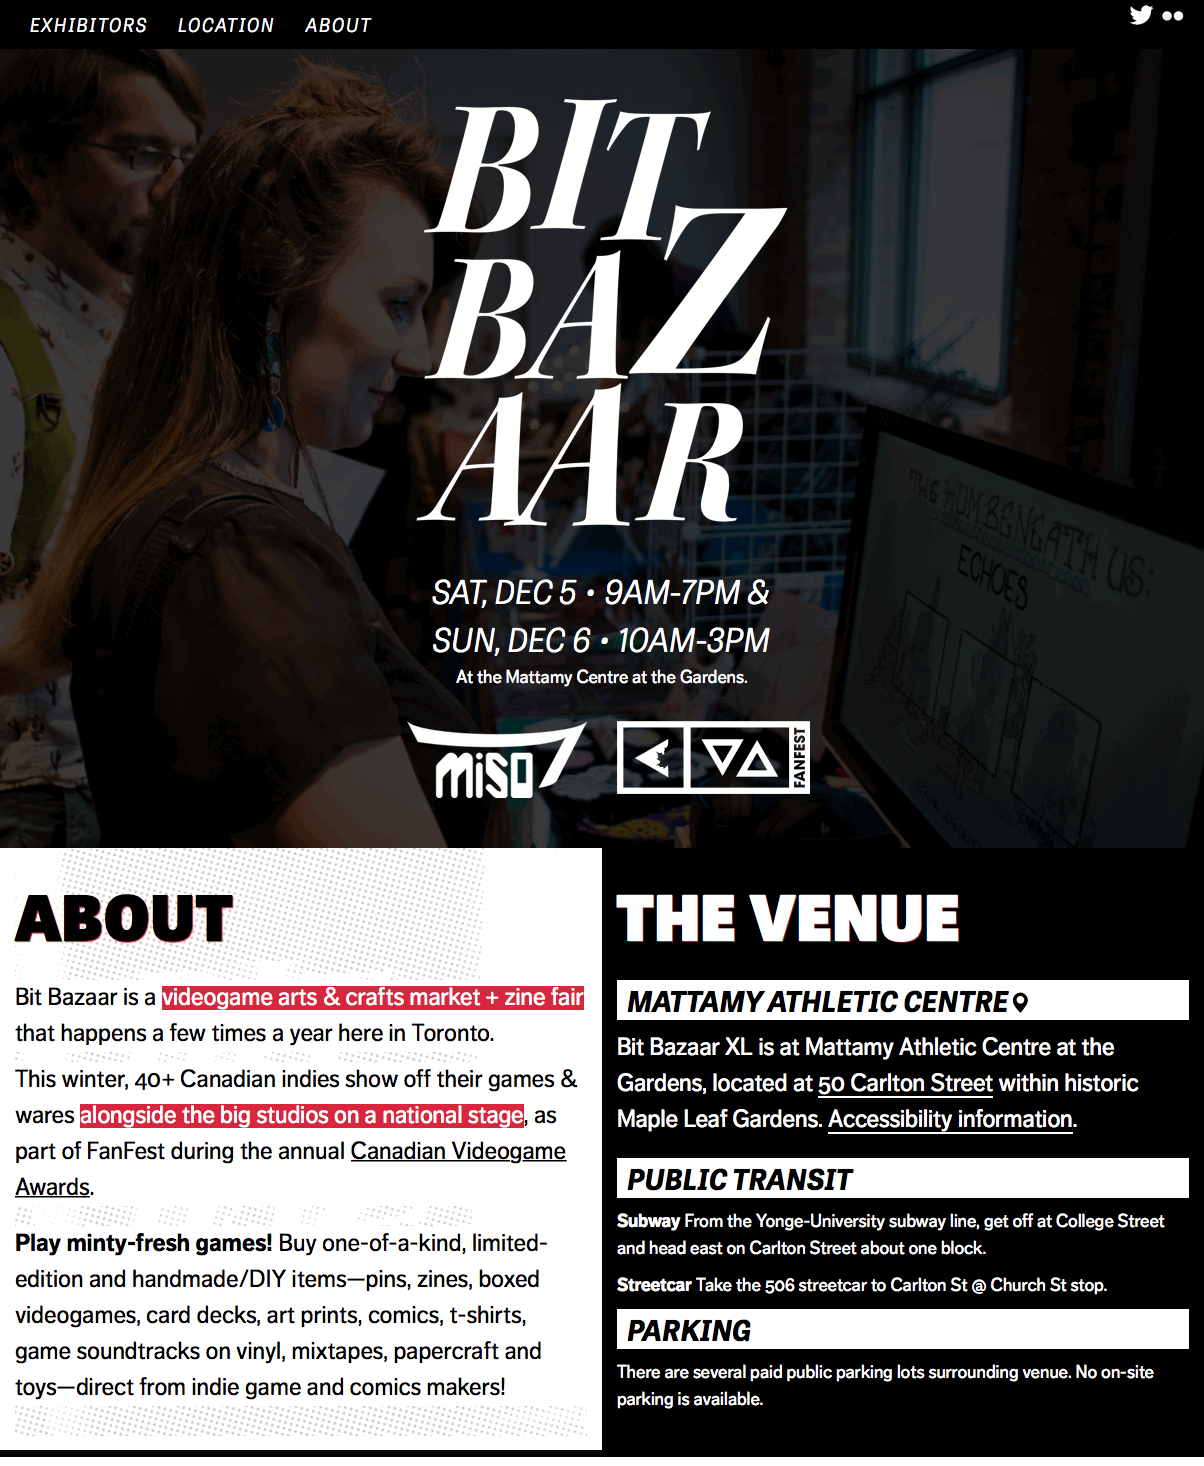 EXHIBITORS LOCATION ABOUT
BIT
BAZ
AAR
THE HUM BENEATH US:
ECHOES
SAT, DEC 5 • 9AM-7PM &
SUN, DEC 6 • 10AM-3PM
At the Mattamy Centre at the Gardens.
MISO
FANFEST
ABOUT
Bit Bazaar is a videogame arts & crafts market + zine fair
that happens a few times a year here in Toronto.
This winter, 40+ Canadian indies show off their games &
wares alongside the big studios on a national stage, as
part of FanFest during the annual Canadian Videogame
Awards.
Play minty-fresh games! Buy one-of-a-kind, limited-
edition and handmade/DIY items—pins, zines, boxed
videogames, card decks, art prints, comics, t-shirts,
game soundtracks on vinyl, mixtapes, papercraft and
toys—direct from indie game and comics makers!
THE VENUE
MATTAMY ATHLETIC CENTRE
Bit Bazaar XL is at Mattamy Athletic Centre at the
Gardens, located at 50 Carlton Street within historic
Maple Leaf Gardens. Accessibility information.
PUBLIC TRANSIT
Subway From the Yonge-University subway line, get off at College Street
and head east on Carlton Street about one block.
Streetcar Take the 506 streetcar to Carlton St @ Church St stop.
PARKING
There are several paid public parking lots surrounding venue. No on-site
parking is available.